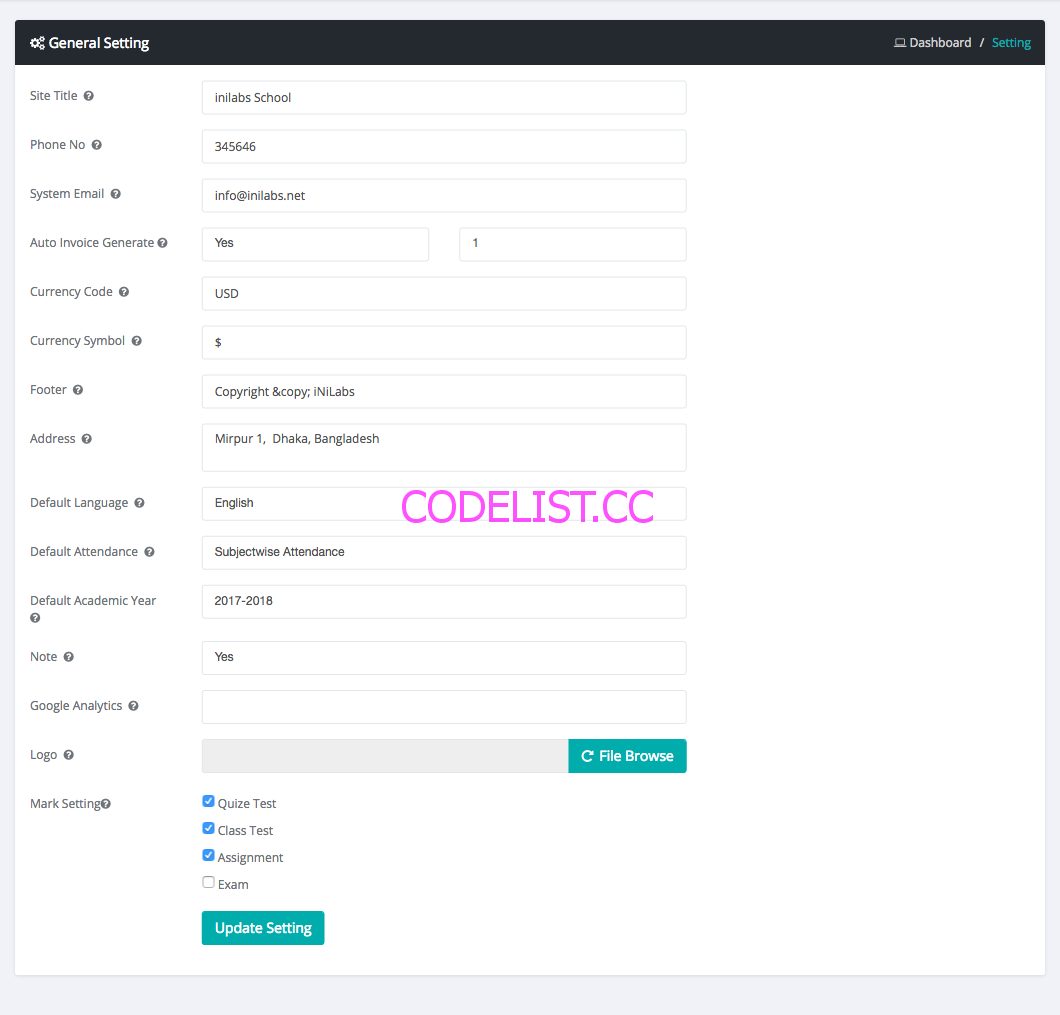 General Setting
Dashboard / Setting
Site Title
inilabs School
Phone No
345646
System Email
info@inilabs.net
Auto Invoice Generate
Yes
1
Currency Code
USD
Currency Symbol
$
Footer
Copyright &copy; iNiLabs
Address
Mirpur 1,  Dhaka, Bangladesh
Default Language
English
CODELIST.CC
Default Attendance
Subjectwise Attendance
Default Academic Year
2017-2018
Note
Yes
Google Analytics
Logo
File Browse
Mark Setting
Quize Test
Class Test
Assignment
Exam
Update Setting